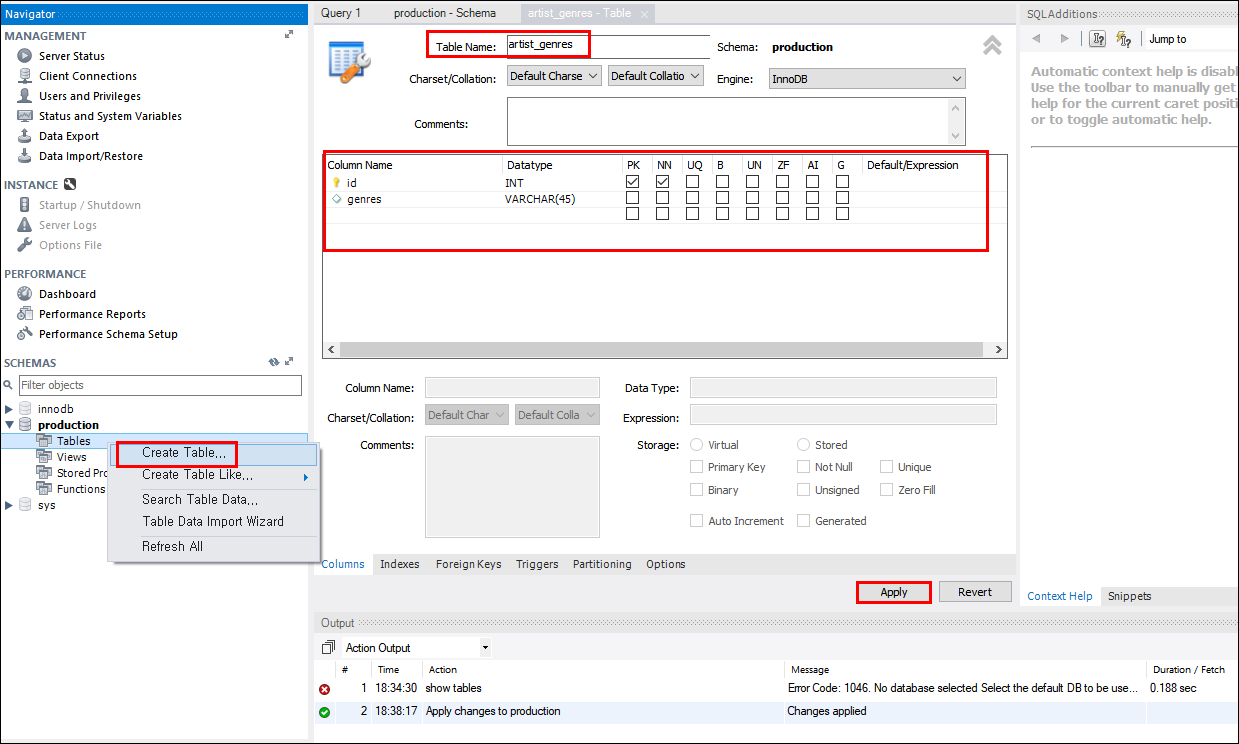 Navigator
MANAGEMENT
Server Status
Client Connections
Users and Privileges
Status and System Variables
Data Export
Data Import/Restore
INSTANCE
Startup / Shutdown
Server Logs
Options File
PERFORMANCE
Dashboard
Performance Reports
Performance Schema Setup
SCHEMAS
Filter objects
innodb
production
Tables
Views
Stored Pro
Functions
sys
Create Table...
Create Table Like...
Search Table Data...
Table Data Import Wizard
Refresh All
Query 1 production - Schema artist_genres - Table
Table Name: artist_genres Schema: production
Charset/Collation: Default Charse Default Collatio Engine: InnoDB
Comments:
Column Name Datatype PK NN UQ B UN ZF AI G Default/Expression
id INT
genres VARCHAR(45)
Column Name: Data Type:
Charset/Collation: Default Char Default Colla Expression:
Comments: Storage: Virtual Stored
Primary Key Not Null Unique
Binary Unsigned Zero Fill
Auto Increment Generated
Columns Indexes Foreign Keys Triggers Partitioning Options
Apply Revert
Output
Action Output
# Time Action Message Duration / Fetch
1 18:34:30 show tables Error Code: 1046. No database selected Select the default DB to be use... 0.188 sec
2 18:38:17 Apply changes to production Changes applied
SQLAdditions
Jump to
Automatic context help is disab
Use the toolbar to manually get
help for the current caret positi
or to toggle automatic help.
Context Help Snippets